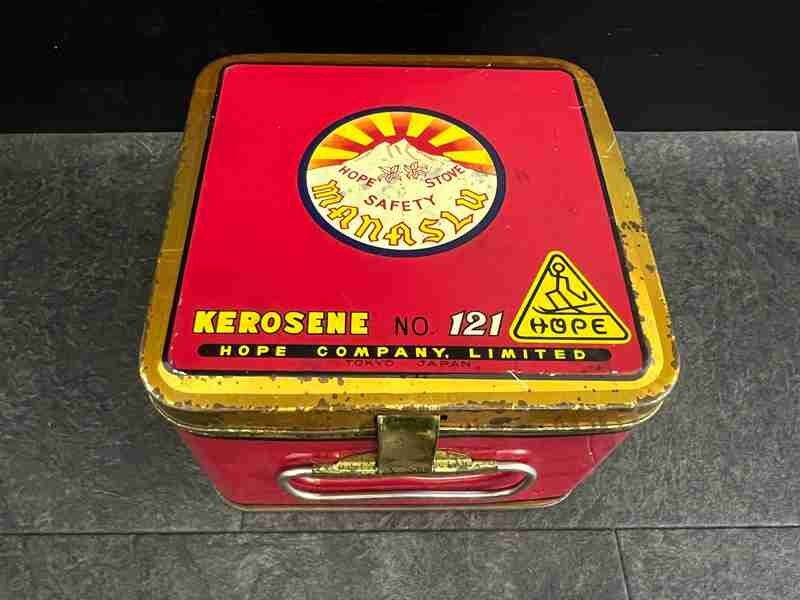 HOPE STOVE
SAFETY
MANASLU
KEROSENE NO. 121
HOPE
HOPE COMPANY, LIMITED
TOKYO JAPAN